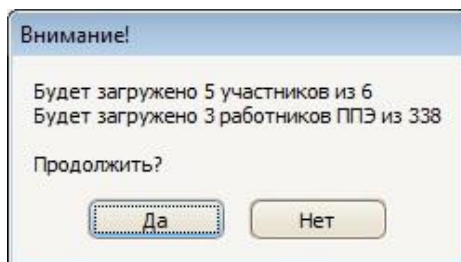 Внимание!
Будет загружено 5 участников из 6
Будет загружено 3 работников ППЭ из 338
Продолжить?
Да
Нет